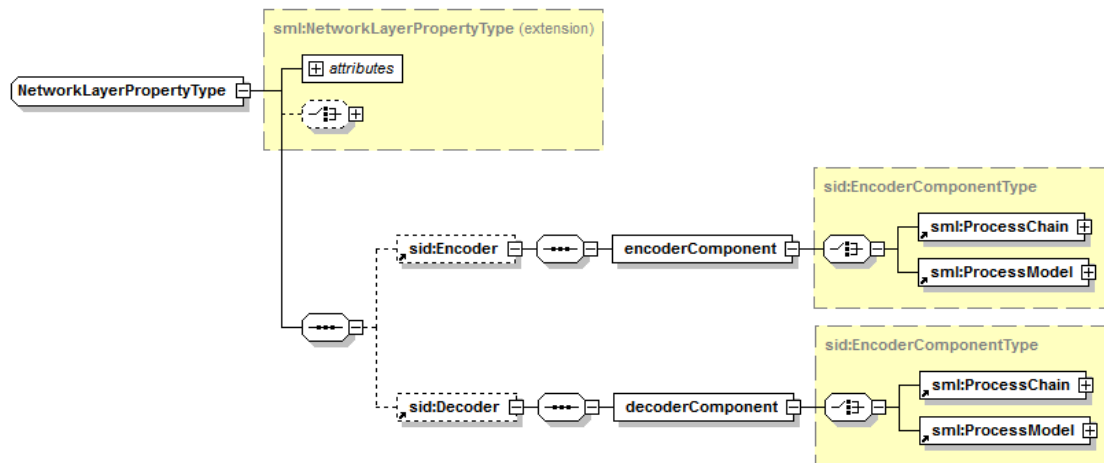 sml:NetworkLayerPropertyType (extension)
attributes
NetworkLayerPropertyType
sid:EncoderComponentType
sml:ProcessChain
sid:Encoder
encoderComponent
sml:ProcessModel
sid:EncoderComponentType
sml:ProcessChain
sid:Decoder
decoderComponent
sml:ProcessModel